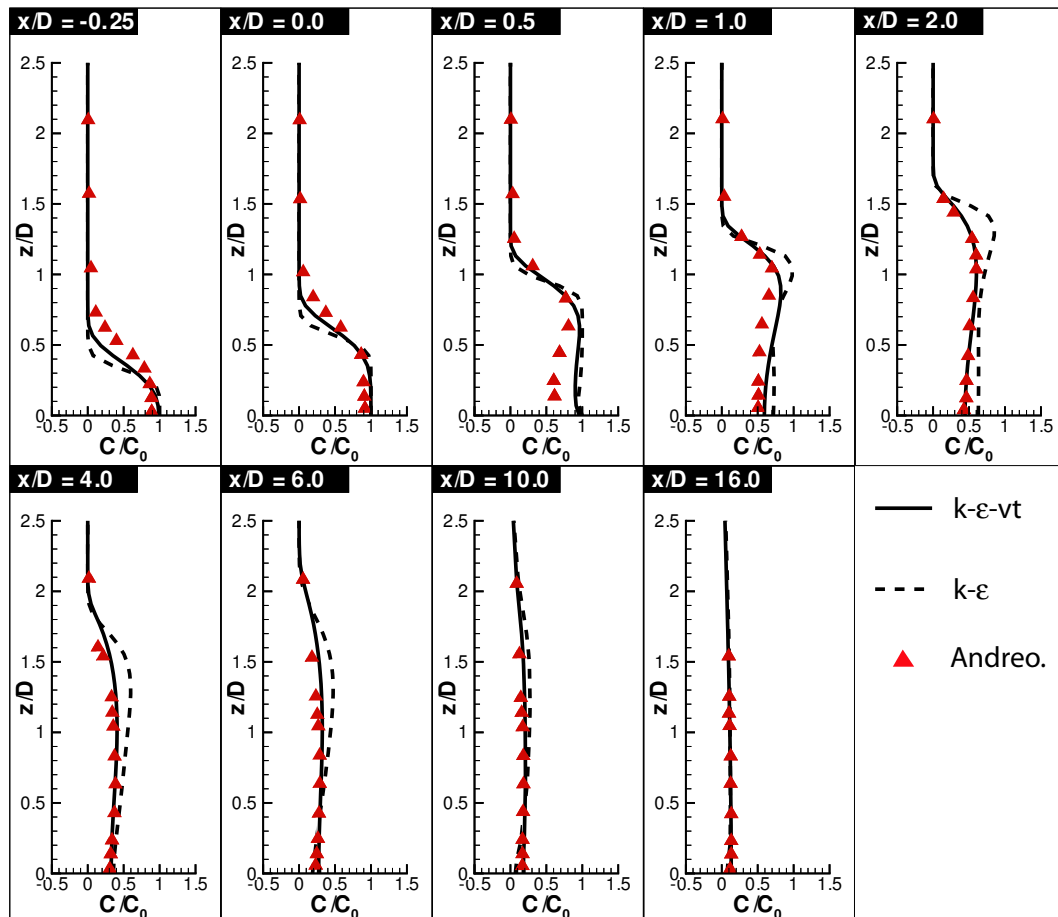 x/D = -0.25
x/D = 0.0
x/D = 0.5
x/D = 1.0
x/D = 2.0
2.5
2
1.5
1
0.5
0
z/D
-0.5 0 0.5 1 1.5
C/C0
2.5
2
1.5
1
0.5
0
z/D
-0.5 0 0.5 1 1.5
C/C0
2.5
2
1.5
1
0.5
0
z/D
-0.5 0 0.5 1 1.5
C/C0
2.5
2
1.5
1
0.5
0
z/D
-0.5 0 0.5 1 1.5
C/C0
2.5
2
1.5
1
0.5
0
z/D
-0.5 0 0.5 1 1.5
C/C0
x/D = 4.0
x/D = 6.0
x/D = 10.0
x/D = 16.0
2.5
2
1.5
1
0.5
0
z/D
-0.5 0 0.5 1 1.5
C/C0
2.5
2
1.5
1
0.5
0
z/D
-0.5 0 0.5 1 1.5
C/C0
2.5
2
1.5
1
0.5
0
z/D
-0.5 0 0.5 1 1.5
C/C0
2.5
2
1.5
1
0.5
0
z/D
-0.5 0 0.5 1 1.5
C/C0
k-ε-vt
k-ε
Andreo.